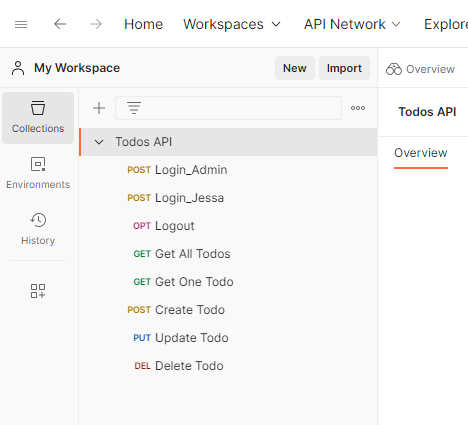 Home Workspaces API Network Explore
My Workspace New Import Overview
Collections
Environments
History
Todos API
POST Login_Admin
POST Login_Jessa
OPT Logout
GET Get All Todos
GET Get One Todo
POST Create Todo
PUT Update Todo
DEL Delete Todo
Todos API
Overview